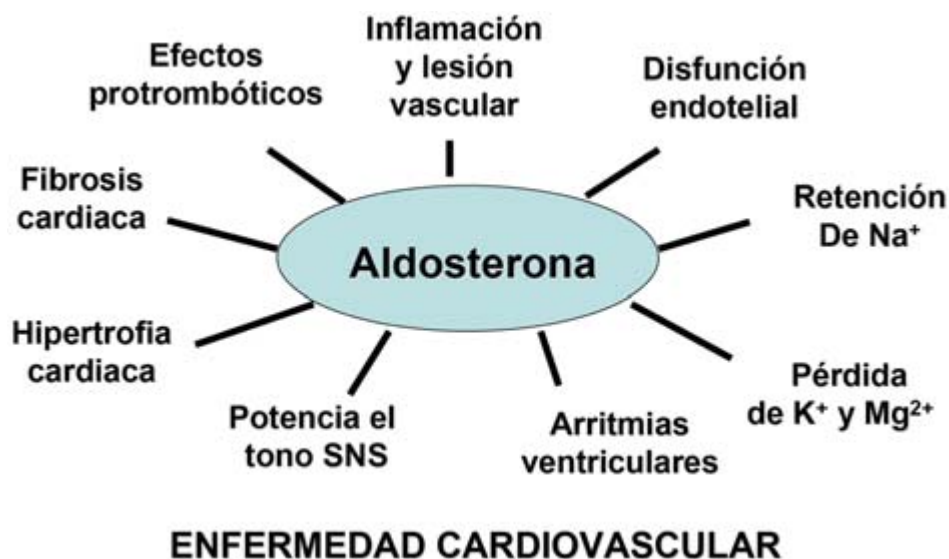 Efectos
protrombóticos
Inflamación
y lesión
vascular
Disfunción
endotelial
Fibrosis
cardiaca
Retención
De Na⁺
Aldosterona
Hipertrofia
cardiaca
Pérdida
de K⁺ y Mg²⁺
Potencia el
tono SNS
Arritmias
ventriculares
ENFERMEDAD CARDIOVASCULAR